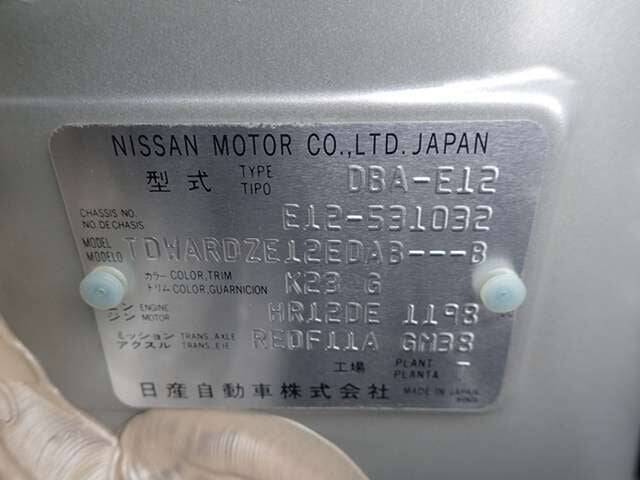 NISSAN MOTOR CO.,LTD. JAPAN
型式 TYPE TIPO DBA-E12
CHASSIS NO. NO. DE CHASIS E12-531032
MODEL MODELO TDWARDZE12EDAB---B
カラー COLOR, TRIM トリム COLOR, GUARNICION K23 G
ン ENGINE ジン MOTOR HR12DE 1198
ミッション TRANS. AXLE アクスル TRANS. EJE REDF11A GM38
工場 PLANT PLANTA -
日産自動車株式会社 MADE IN JAPAN